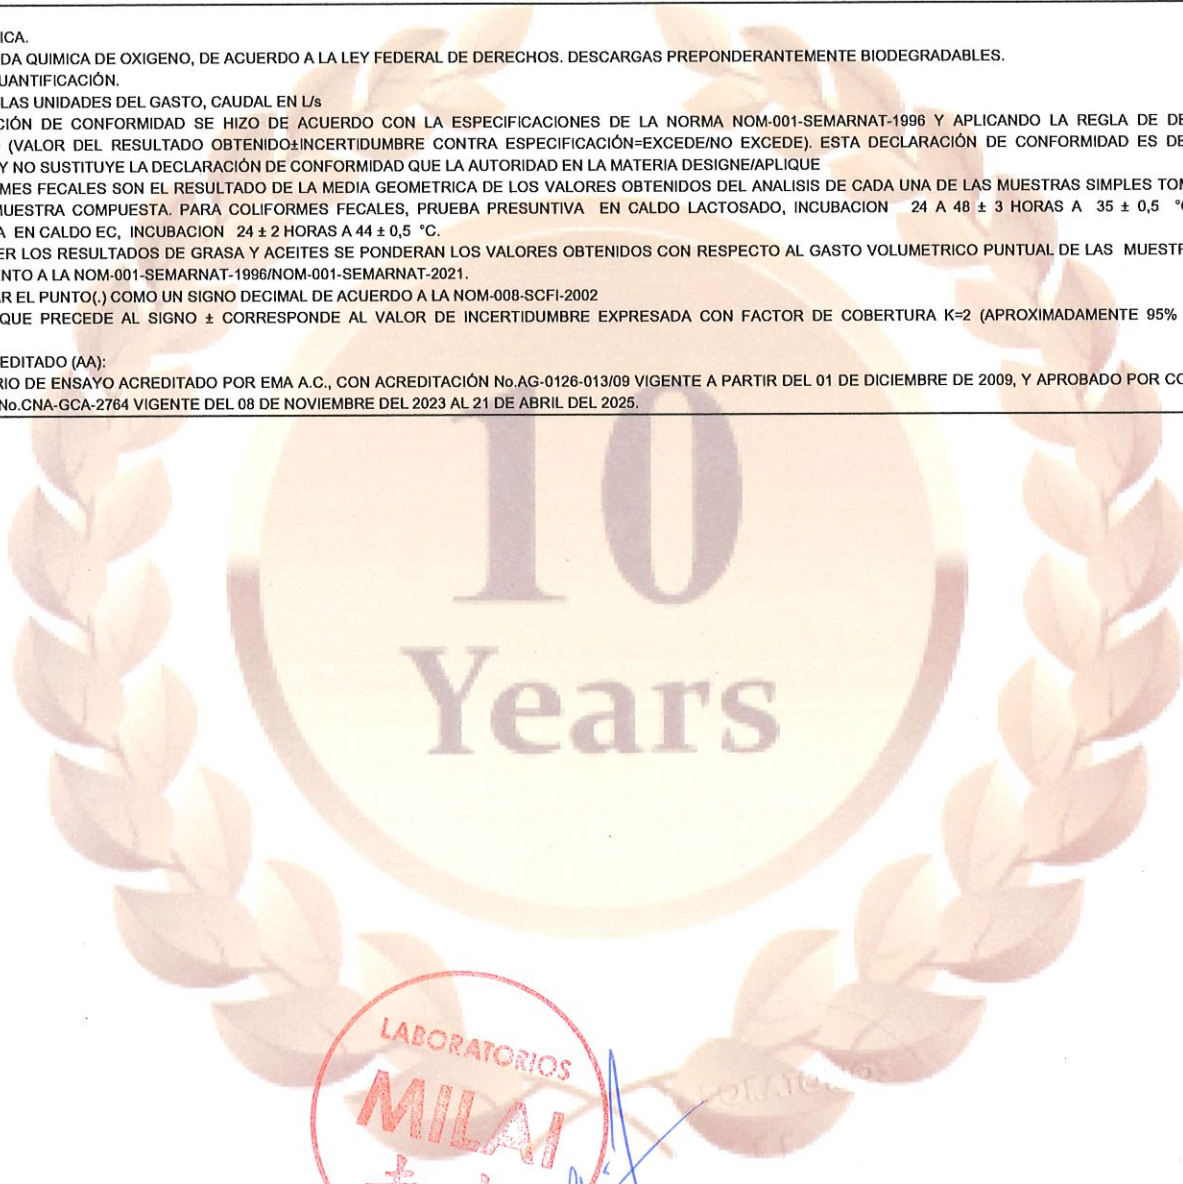 ICA.
DA QUIMICA DE OXIGENO, DE ACUERDO A LA LEY FEDERAL DE DERECHOS. DESCARGAS PREPONDERANTEMENTE BIODEGRADABLES.
UANTIFICACIÓN.
LAS UNIDADES DEL GASTO, CAUDAL EN L/s
CIÓN DE CONFORMIDAD SE HIZO DE ACUERDO CON LA ESPECIFICACIONES DE LA NORMA NOM-001-SEMARNAT-1996 Y APLICANDO LA REGLA DE DE
(VALOR DEL RESULTADO OBTENIDO±INCERTIDUMBRE CONTRA ESPECIFICACIÓN=EXCEDE/NO EXCEDE). ESTA DECLARACIÓN DE CONFORMIDAD ES DE
Y NO SUSTITUYE LA DECLARACIÓN DE CONFORMIDAD QUE LA AUTORIDAD EN LA MATERIA DESIGNE/APLIQUE
MES FECALES SON EL RESULTADO DE LA MEDIA GEOMETRICA DE LOS VALORES OBTENIDOS DEL ANALISIS DE CADA UNA DE LAS MUESTRAS SIMPLES TOM
MUESTRA COMPUESTA. PARA COLIFORMES FECALES, PRUEBA PRESUNTIVA EN CALDO LACTOSADO, INCUBACION 24 A 48 ± 3 HORAS A 35 ± 0,5 °
A EN CALDO EC, INCUBACION 24 ± 2 HORAS A 44 ± 0,5 °C.
ER LOS RESULTADOS DE GRASA Y ACEITES SE PONDERAN LOS VALORES OBTENIDOS CON RESPECTO AL GASTO VOLUMETRICO PUNTUAL DE LAS MUESTR
NTO A LA NOM-001-SEMARNAT-1996/NOM-001-SEMARNAT-2021.
R EL PUNTO(.) COMO UN SIGNO DECIMAL DE ACUERDO A LA NOM-008-SCFI-2002
QUE PRECEDE AL SIGNO ± CORRESPONDE AL VALOR DE INCERTIDUMBRE EXPRESADA CON FACTOR DE COBERTURA K=2 (APROXIMADAMENTE 95%
EDITADO (AA):
RIO DE ENSAYO ACREDITADO POR EMA A.C., CON ACREDITACIÓN No.AG-0126-013/09 VIGENTE A PARTIR DEL 01 DE DICIEMBRE DE 2009, Y APROBADO POR CO
No.CNA-GCA-2764 VIGENTE DEL 08 DE NOVIEMBRE DEL 2023 AL 21 DE ABRIL DEL 2025.
10
Years
LABORATORIOS
MILAI